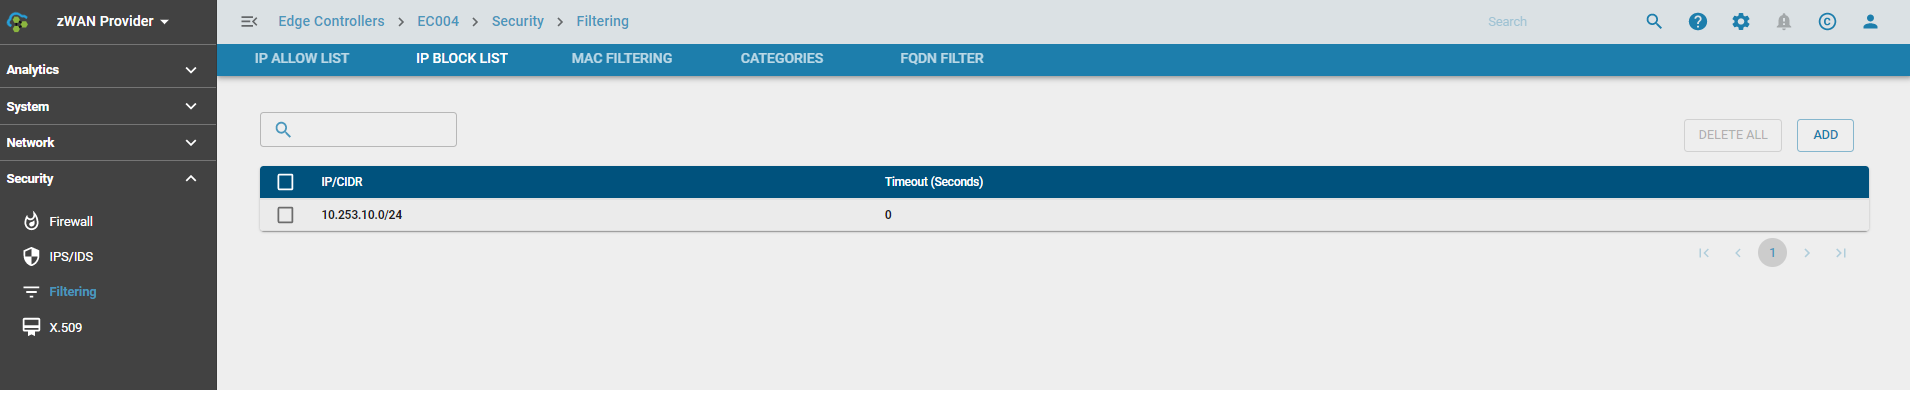 zWAN Provider
Edge Controllers > EC004 > Security > Filtering
Search
IP ALLOW LIST IP BLOCK LIST MAC FILTERING CATEGORIES FQDN FILTER
Analytics
System
Network
Security
Firewall
IPS/IDS
Filtering
X.509
DELETE ALL ADD
IP/CIDR Timeout (Seconds)
10.253.10.0/24 0
1